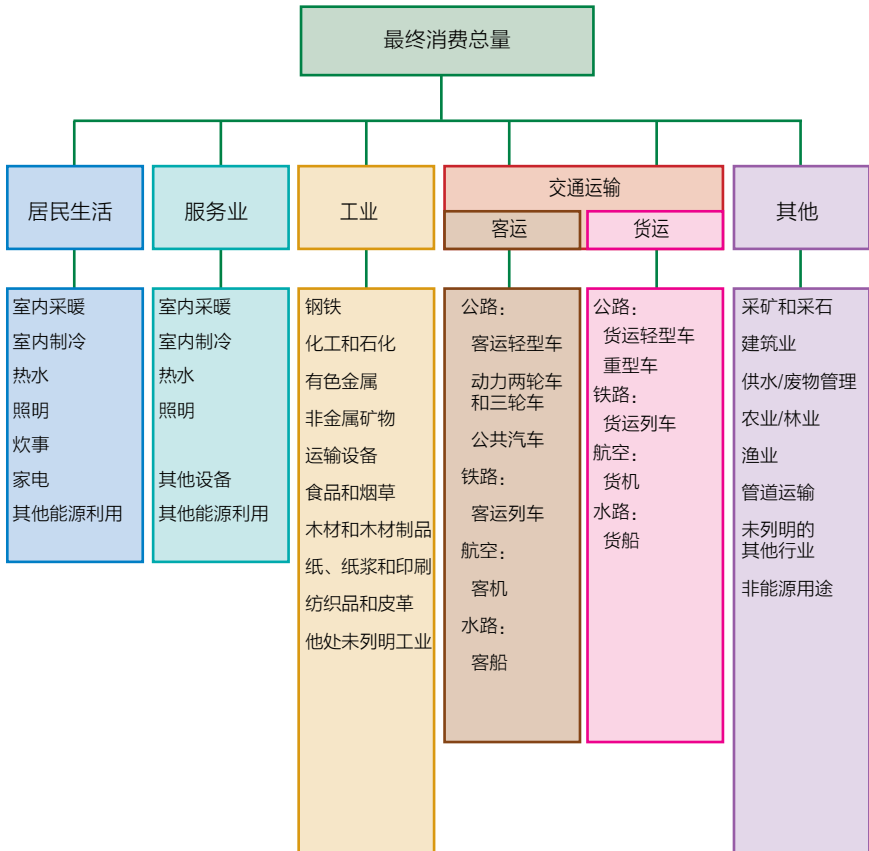 最终消费总量
居民生活
服务业
工业
交通运输
客运
货运
其他
室内采暖
室内制冷
热水
照明
炊事
家电
其他能源利用
室内采暖
室内制冷
热水
照明
其他设备
其他能源利用
钢铁
化工和石化
有色金属
非金属矿物
运输设备
食品和烟草
木材和木材制品
纸、纸浆和印刷
纺织品和皮革
他处未列明工业
公路:
客运轻型车
动力两轮车
和三轮车
公共汽车
铁路:
客运列车
航空:
客机
水路:
客船
公路:
货运轻型车
重型车
铁路:
货运列车
航空:
货机
水路:
货船
采矿和采石
建筑业
供水/废物管理
农业/林业
渔业
管道运输
未列明的
其他行业
非能源用途